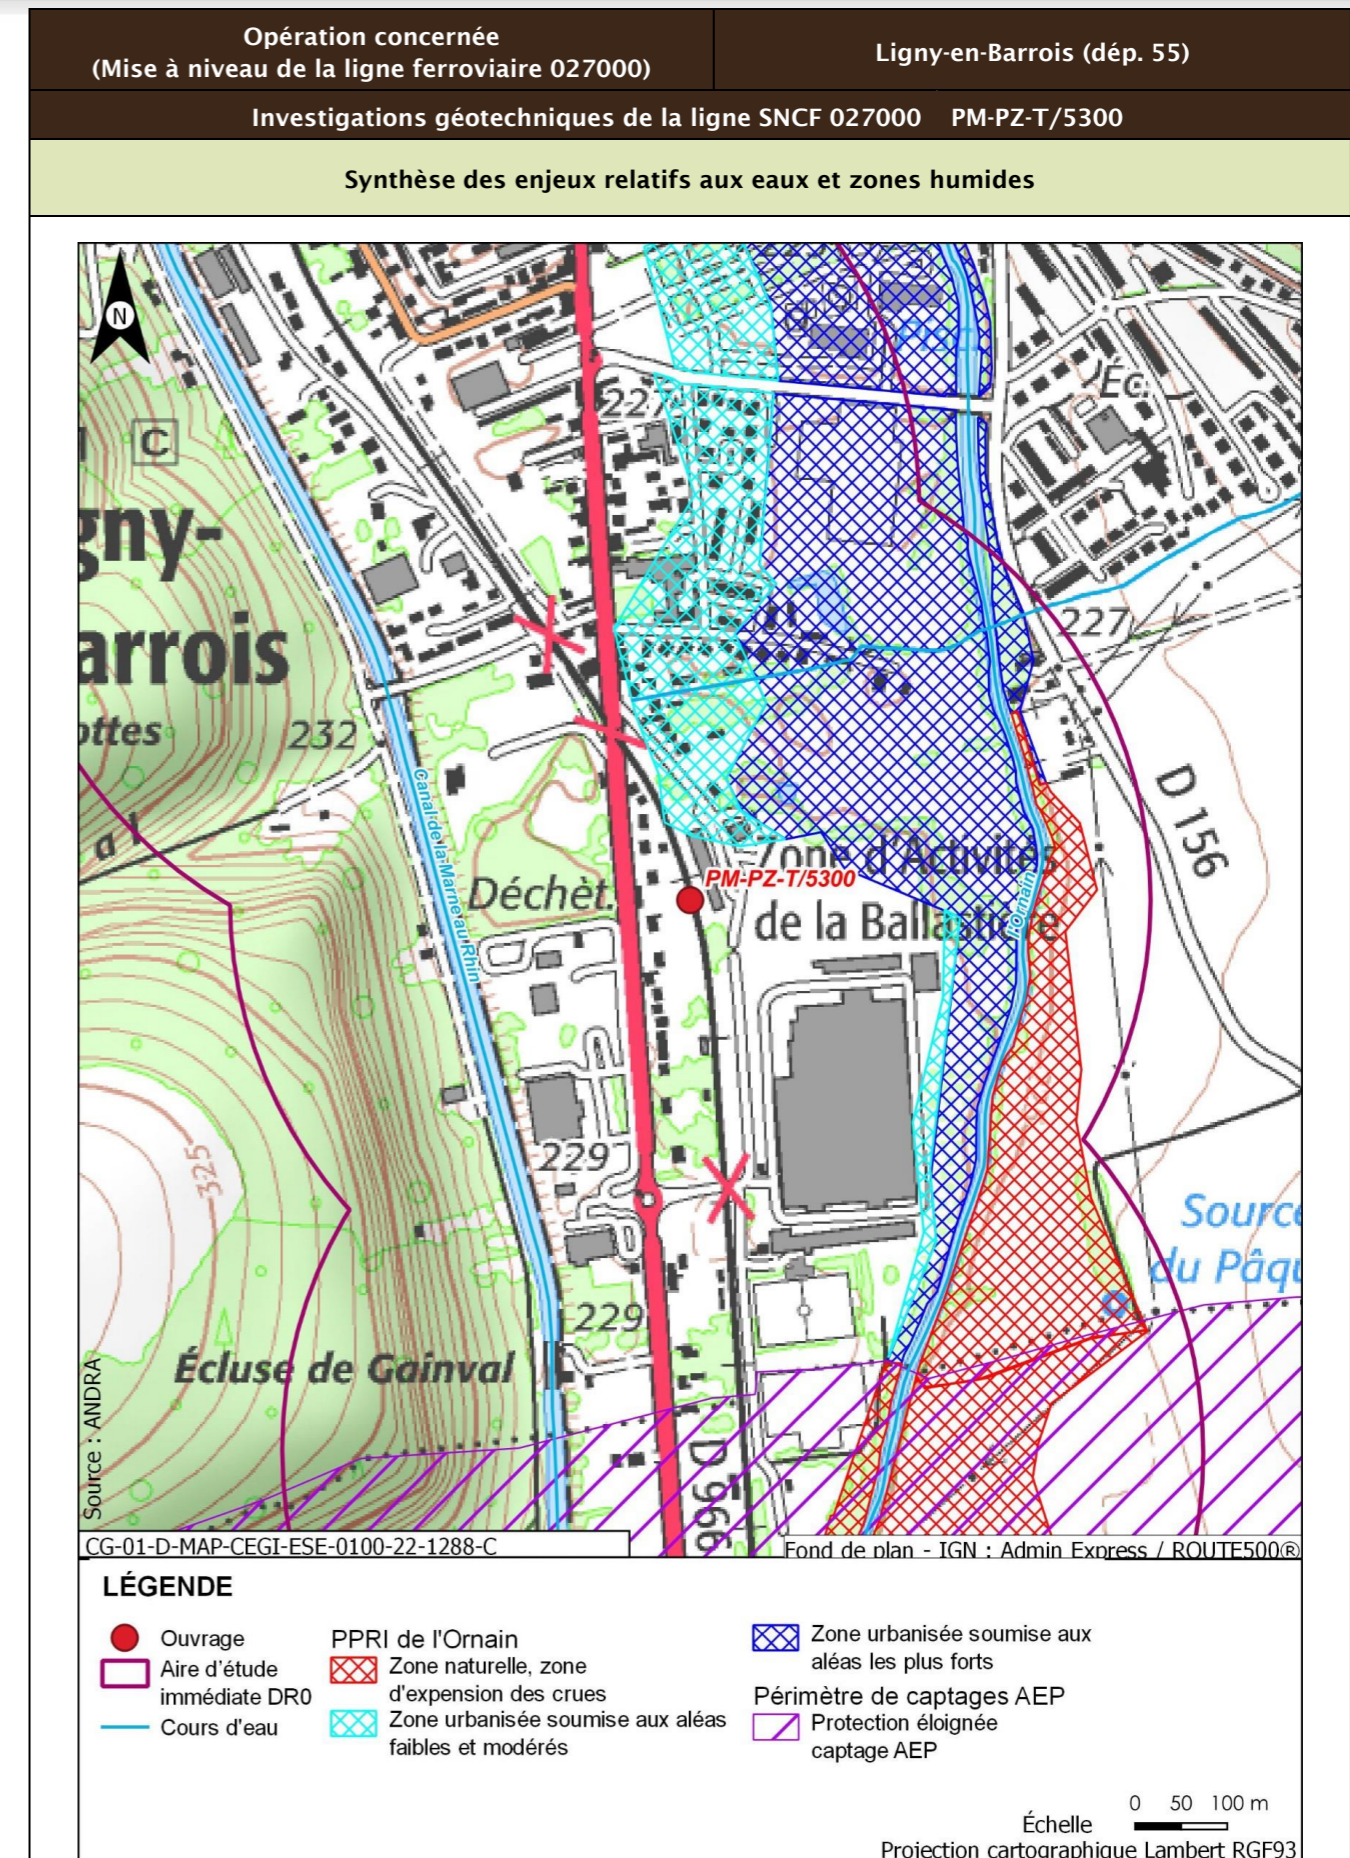 Opération concernée
(Mise à niveau de la ligne ferroviaire 027000)
Ligny-en-Barrois (dép. 55)
Investigations géotechniques de la ligne SNCF 027000 PM-PZ-T/5300
Synthèse des enjeux relatifs aux eaux et zones humides
N
227
Éc.
C
gny-
arrois
ottes
232
227
D 156
al
Canal de la Marne au Rhin
Déchèt.
PM-PZ-T/5300
Zone d'Activités
de la Ballastière
l'Ornain
325
229
Source
du Pâqu
229
Écluse de Gainval
D 966
Source : ANDRA
CG-01-D-MAP-CEGI-ESE-0100-22-1288-C
Fond de plan - IGN : Admin Express / ROUTE500®
LÉGENDE
Ouvrage
Aire d'étude
immédiate DR0
Cours d'eau
PPRI de l'Ornain
Zone naturelle, zone
d'expension des crues
Zone urbanisée soumise aux aléas
faibles et modérés
Zone urbanisée soumise aux
aléas les plus forts
Périmètre de captages AEP
Protection éloignée
captage AEP
0 50 100 m
Échelle
Projection cartographique Lambert RGF93